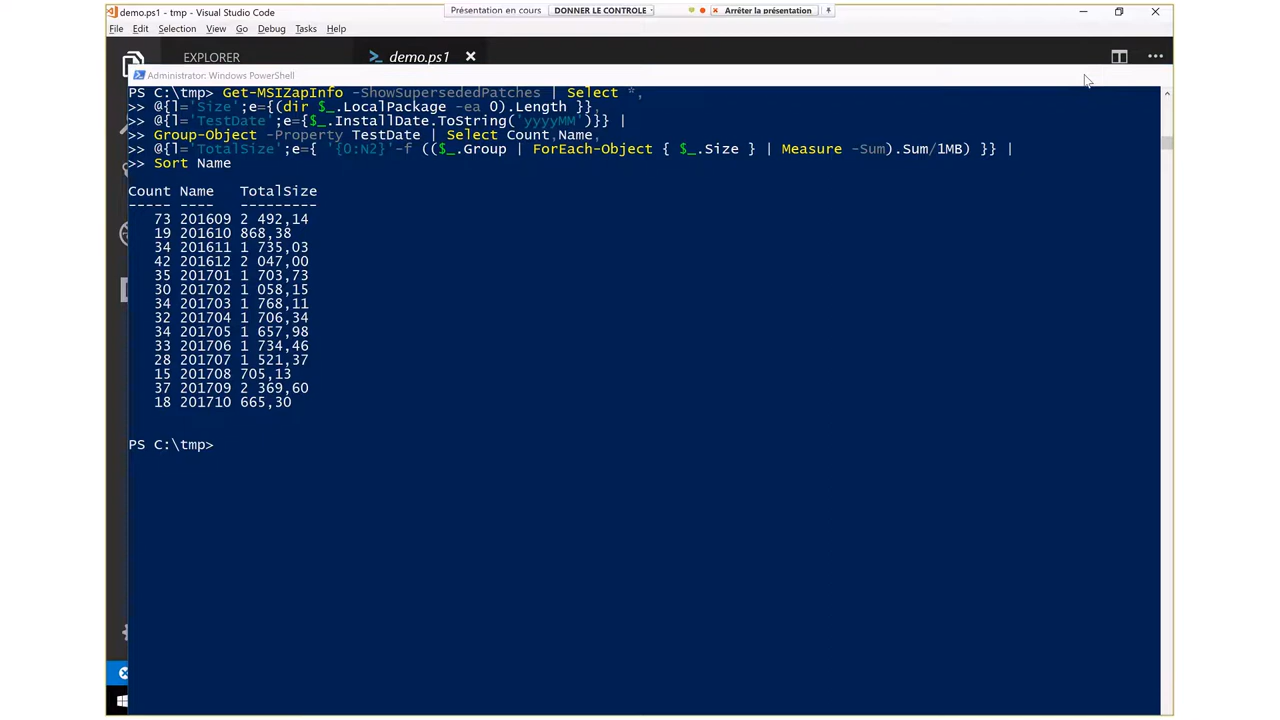 demo.ps1 - tmp - Visual Studio Code
Présentation en cours
DONNER LE CONTROLE
Arrêter la présentation
File Edit Selection View Go Debug Tasks Help
EXPLORER
demo.ps1
Administrator: Windows PowerShell
PS C:\tmp> Get-MSIZapInfo -ShowSupersededPatches | Select *,
>> @{l='Size';e={(dir $_.LocalPackage -ea 0).Length }},
>> @{l='TestDate';e={$_.InstallDate.ToString('yyyyMM')}} |
>> Group-Object -Property TestDate | Select Count,Name,
>> @{l='TotalSize';e={ '{0:N2}'-f (($_.Group | ForEach-Object { $_.Size } | Measure -Sum).Sum/1MB) }} |
>> Sort Name
Count Name TotalSize
----- ---- ---------
73 201609 2 492,14
19 201610 868,38
34 201611 1 735,03
42 201612 2 047,00
35 201701 1 703,73
30 201702 1 058,15
34 201703 1 768,11
32 201704 1 706,34
34 201705 1 657,98
33 201706 1 734,46
28 201707 1 521,37
15 201708 705,13
37 201709 2 369,60
18 201710 665,30
PS C:\tmp>